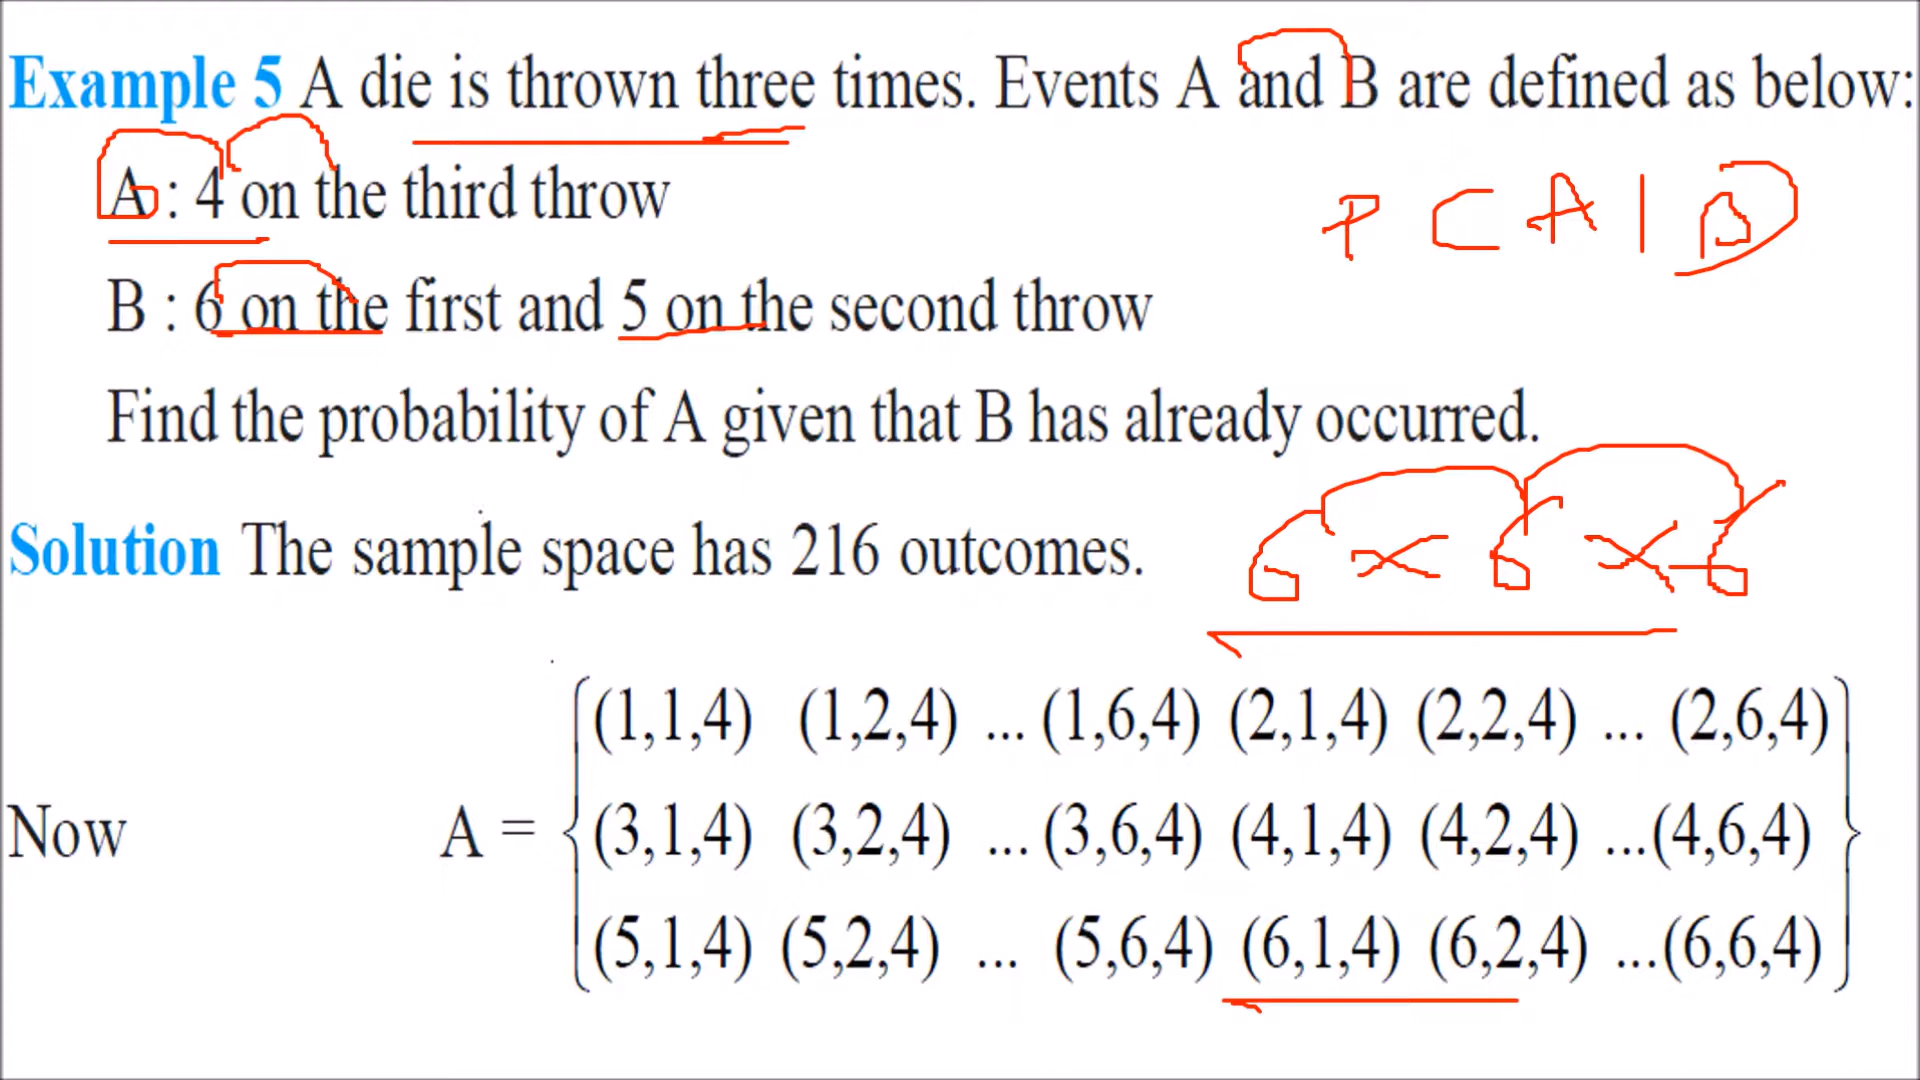 Example 5 A die is thrown three times. Events A and B are defined as below:
A : 4 on the third throw
P ( A |
B : 6 on the first and 5 on the second throw
Find the probability of A given that B has already occurred.
Solution The sample space has 216 outcomes.
6 × 6 × 6
(1,1,4) (1,2,4) ... (1,6,4) (2,1,4) (2,2,4) ... (2,6,4)
Now A = (3,1,4) (3,2,4) ... (3,6,4) (4,1,4) (4,2,4) ...(4,6,4)
(5,1,4) (5,2,4) ... (5,6,4) (6,1,4) (6,2,4) ...(6,6,4)